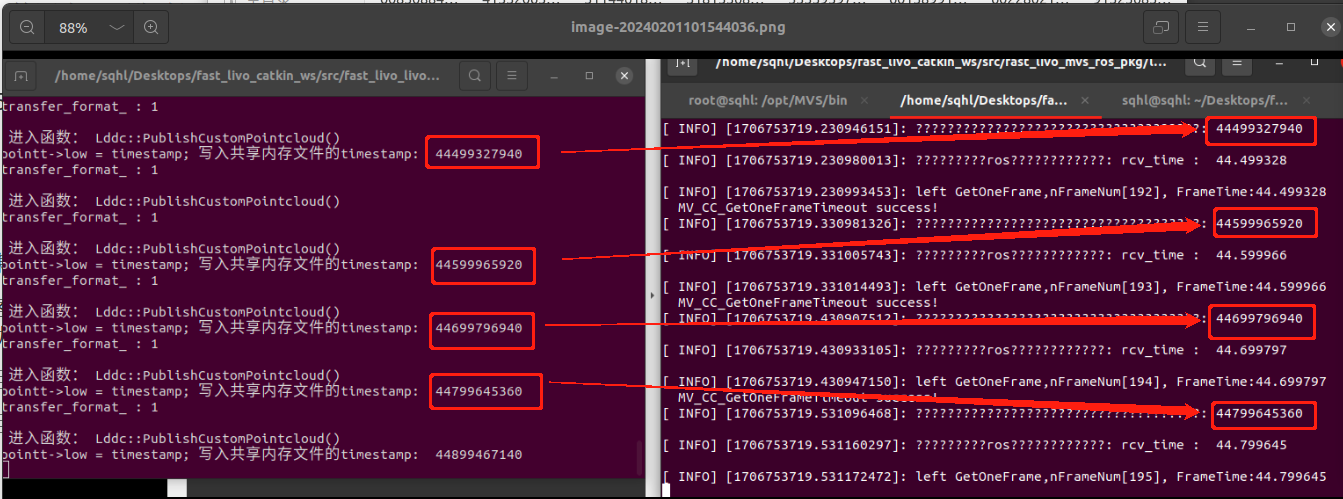 88%
image-20240201101544036.png
/home/sqhl/Desktops/fast_livo_catkin_ws/src/fast_livo_livo...
transfer_format_ : 1
进入函数: Lddc::PublishCustomPointcloud()
pointt->low = timestamp; 写入共享内存文件的timestamp: 44499327940
transfer_format_ : 1
进入函数: Lddc::PublishCustomPointcloud()
transfer_format_ : 1
进入函数: Lddc::PublishCustomPointcloud()
pointt->low = timestamp; 写入共享内存文件的timestamp: 44599965920
transfer_format_ : 1
进入函数: Lddc::PublishCustomPointcloud()
pointt->low = timestamp; 写入共享内存文件的timestamp: 44699796940
transfer_format_ : 1
进入函数: Lddc::PublishCustomPointcloud()
pointt->low = timestamp; 写入共享内存文件的timestamp: 44799645360
transfer_format_ : 1
进入函数: Lddc::PublishCustomPointcloud()
pointt->low = timestamp; 写入共享内存文件的timestamp: 44899467140
/home/sqhl/Desktops/fast_livo_catkin_ws/src/fast_livo_mvs_ros_pkg/l...
root@sqhl: /opt/MVS/bin
/home/sqhl/Desktops/fa...
sqhl@sqhl: ~/Desktops/f...
[ INFO] [1706753719.230946151]: ????????????????????????????????????: 44499327940
[ INFO] [1706753719.230980013]: ?????????ros????????????: rcv_time : 44.499328
[ INFO] [1706753719.230993453]: left GetOneFrame,nFrameNum[192], FrameTime:44.499328
MV_CC_GetOneFrameTimeout success!
[ INFO] [1706753719.330981326]: ????????????????????????????????????: 44599965920
[ INFO] [1706753719.331005743]: ?????????ros????????????: rcv_time : 44.599966
[ INFO] [1706753719.331014493]: left GetOneFrame,nFrameNum[193], FrameTime:44.599966
MV_CC_GetOneFrameTimeout success!
[ INFO] [1706753719.430907512]: ????????????????????????????????????: 44699796940
[ INFO] [1706753719.430933105]: ?????????ros????????????: rcv_time : 44.699797
[ INFO] [1706753719.430947150]: left GetOneFrame,nFrameNum[194], FrameTime:44.699797
MV_CC_GetOneFrameTimeout success!
[ INFO] [1706753719.531096468]: ????????????????????????????????????: 44799645360
[ INFO] [1706753719.531160297]: ?????????ros????????????: rcv_time : 44.799645
[ INFO] [1706753719.531172472]: left GetOneFrame,nFrameNum[195], FrameTime:44.799645